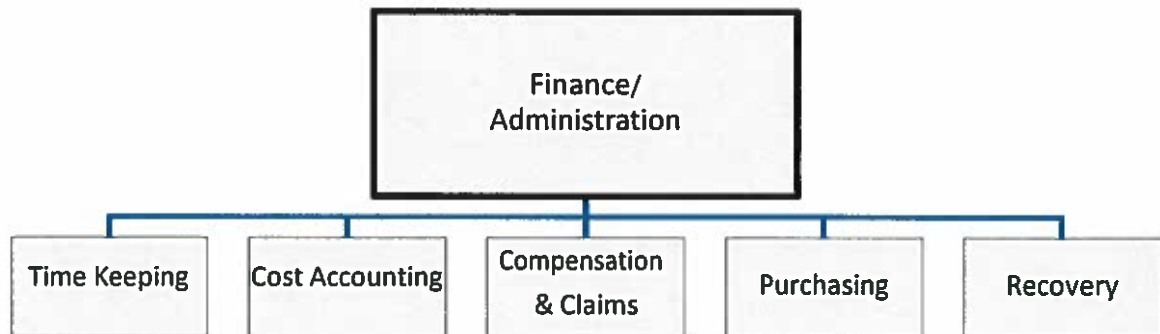 Finance/
Administration
Time Keeping
Cost Accounting
Compensation
& Claims
Purchasing
Recovery